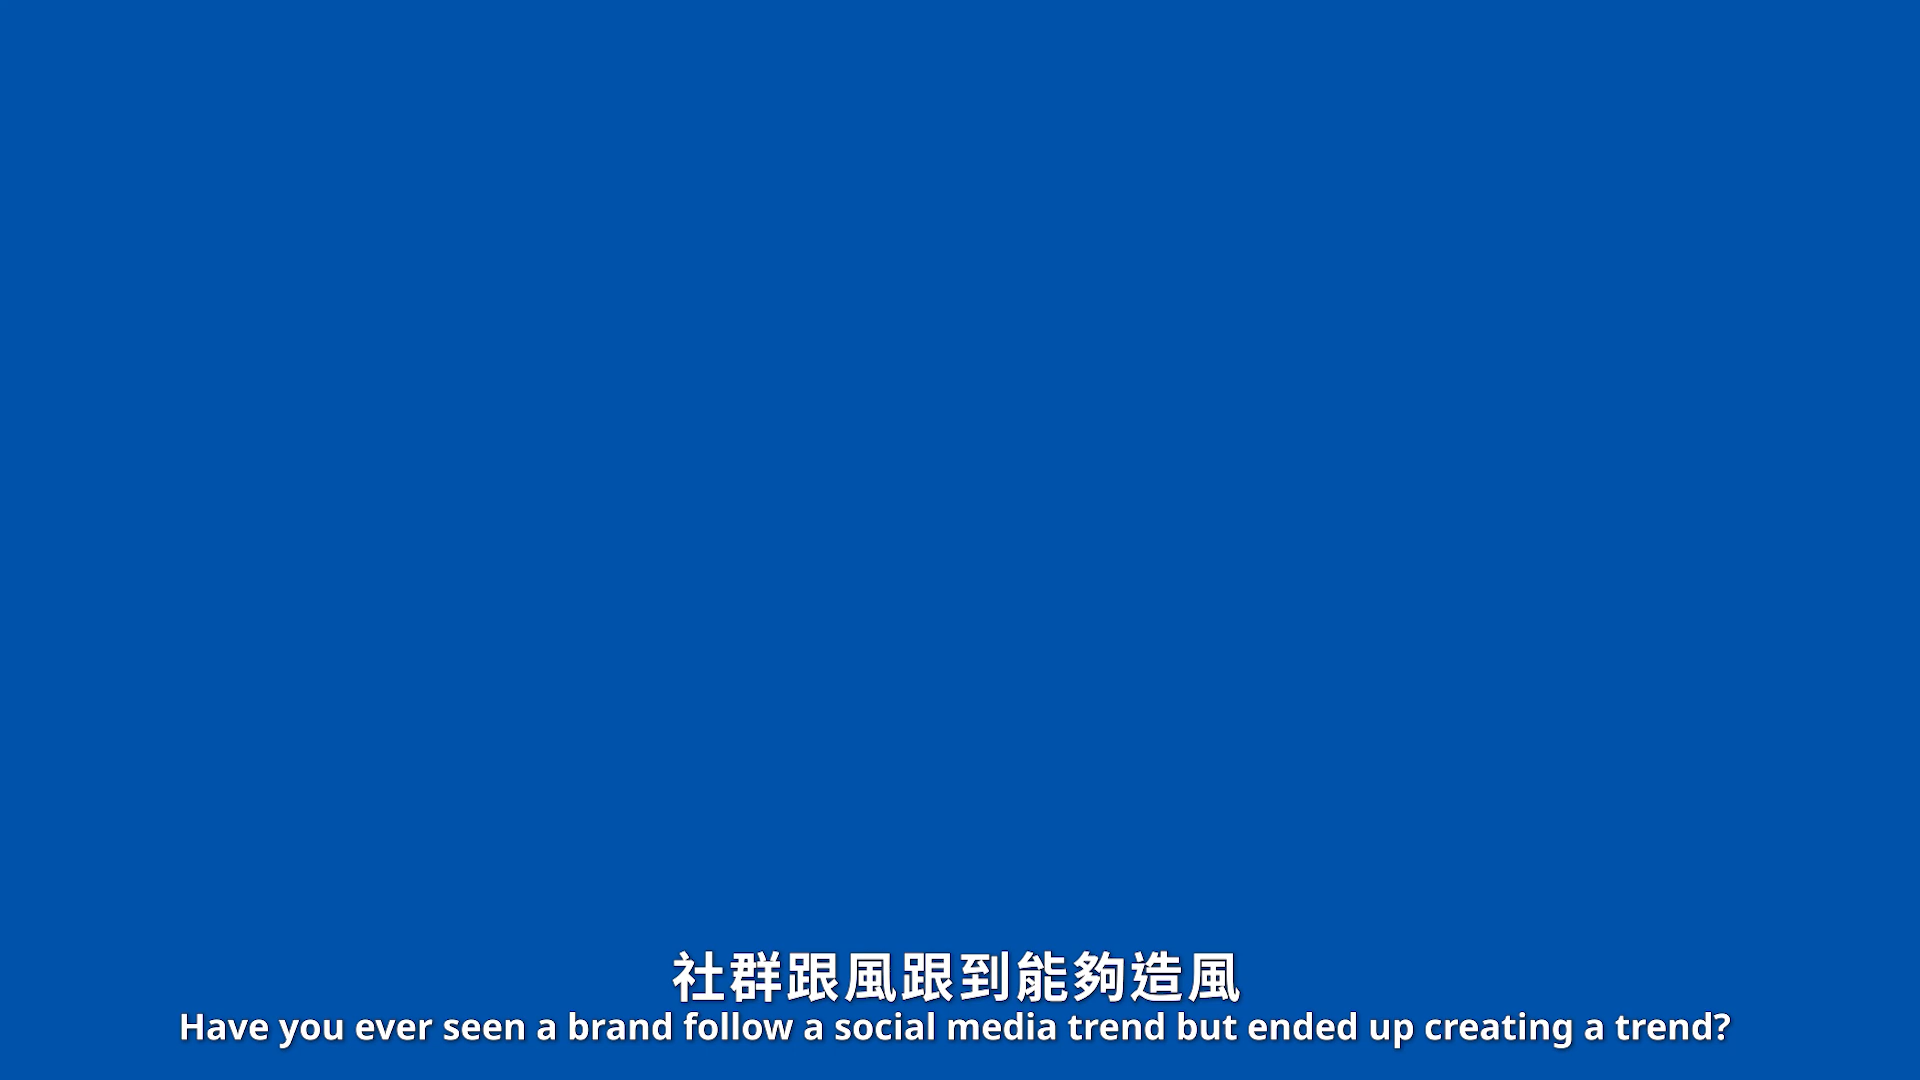 社群跟風跟到能夠造風
Have you ever seen a brand follow a social media trend but ended up creating a trend?